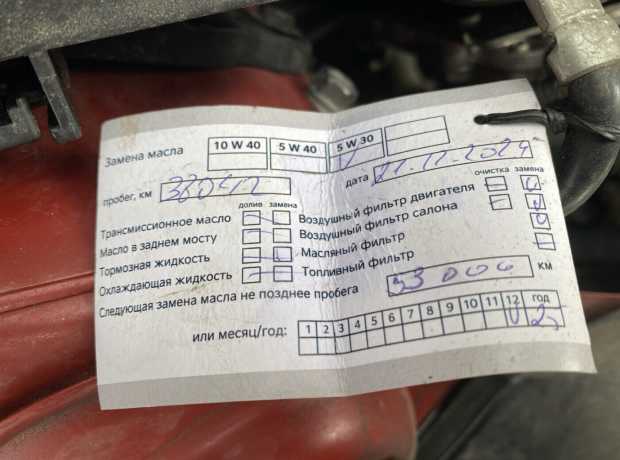 Замена масла 10 W 40 5 W 40 5 W 30
пробег, км дата 21.11.2024
долив замена очистка замена
Трансмиссионное масло Воздушный фильтр двигателя
Масло в заднем мосту Воздушный фильтр салона
Тормозная жидкость Масляный фильтр
Охлаждающая жидкость Топливный фильтр
Следующая замена масла не позднее пробега 53 000 км
или месяц/год: 1 2 3 4 5 6 7 8 9 10 11 12 год